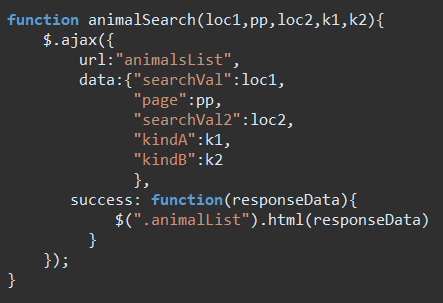 function animalSearch(loc1,pp,loc2,k1,k2){
    $.ajax({
        url:"animalsList",
        data:{"searchVal":loc1,
              "page":pp,
              "searchVal2":loc2,
              "kindA":k1,
              "kindB":k2
              },
       success: function(responseData){
            $(".animalList").html(responseData)
         }
    });
}